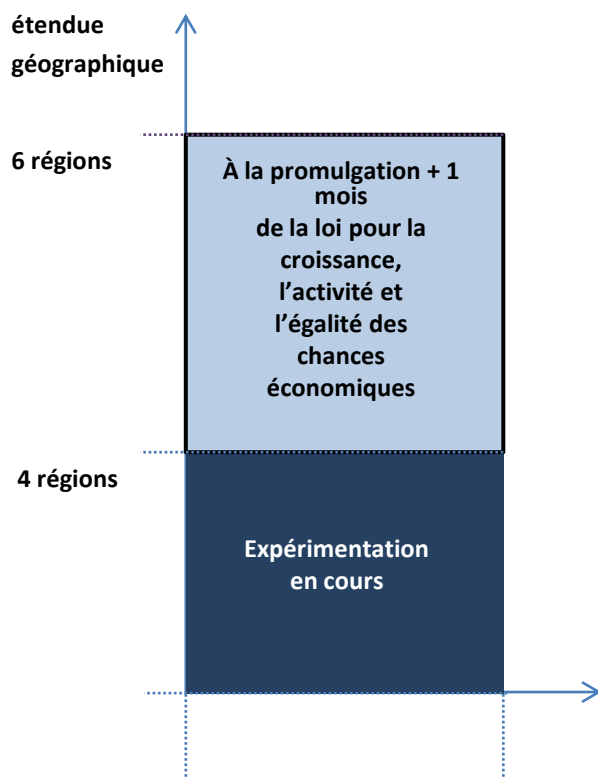 étendue
géographique
6 régions
À la promulgation + 1
mois
de la loi pour la
croissance,
l’activité et
l’égalité des
chances
économiques
4 régions
Expérimentation
en cours